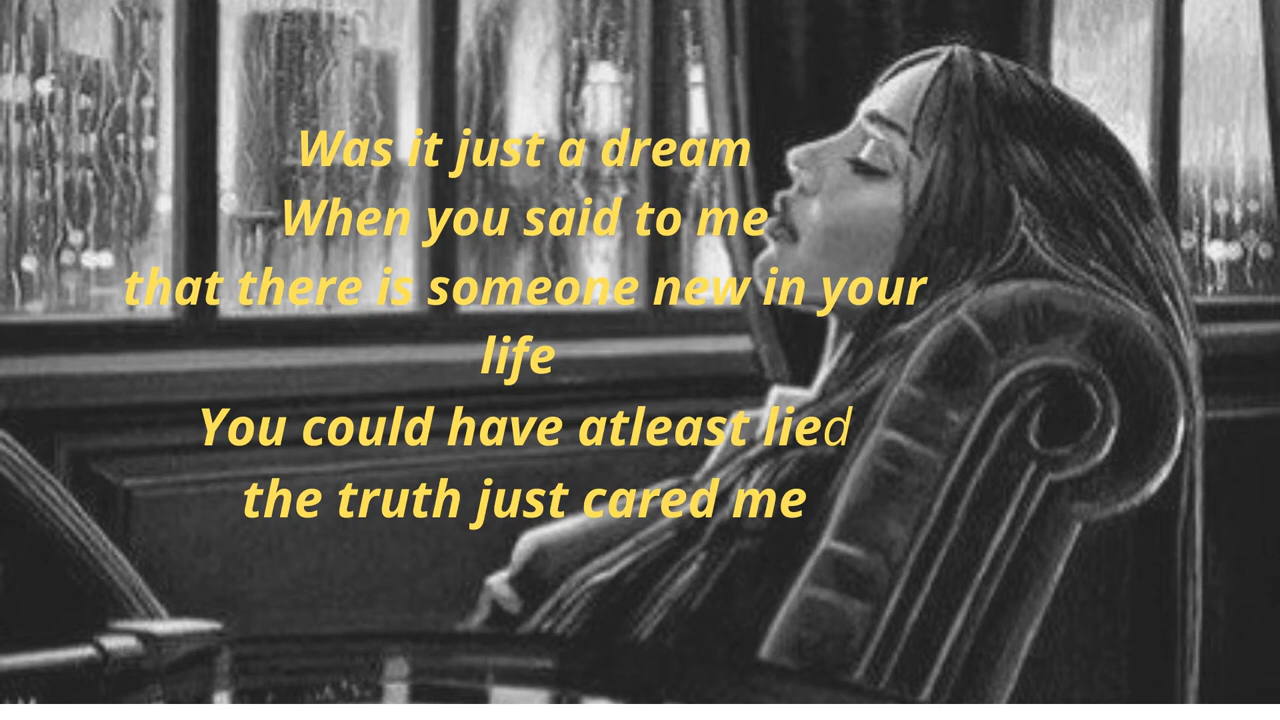 Was it just a dream
When you said to me
that there is someone new in your
life
You could have atleast lied
the truth just cared me